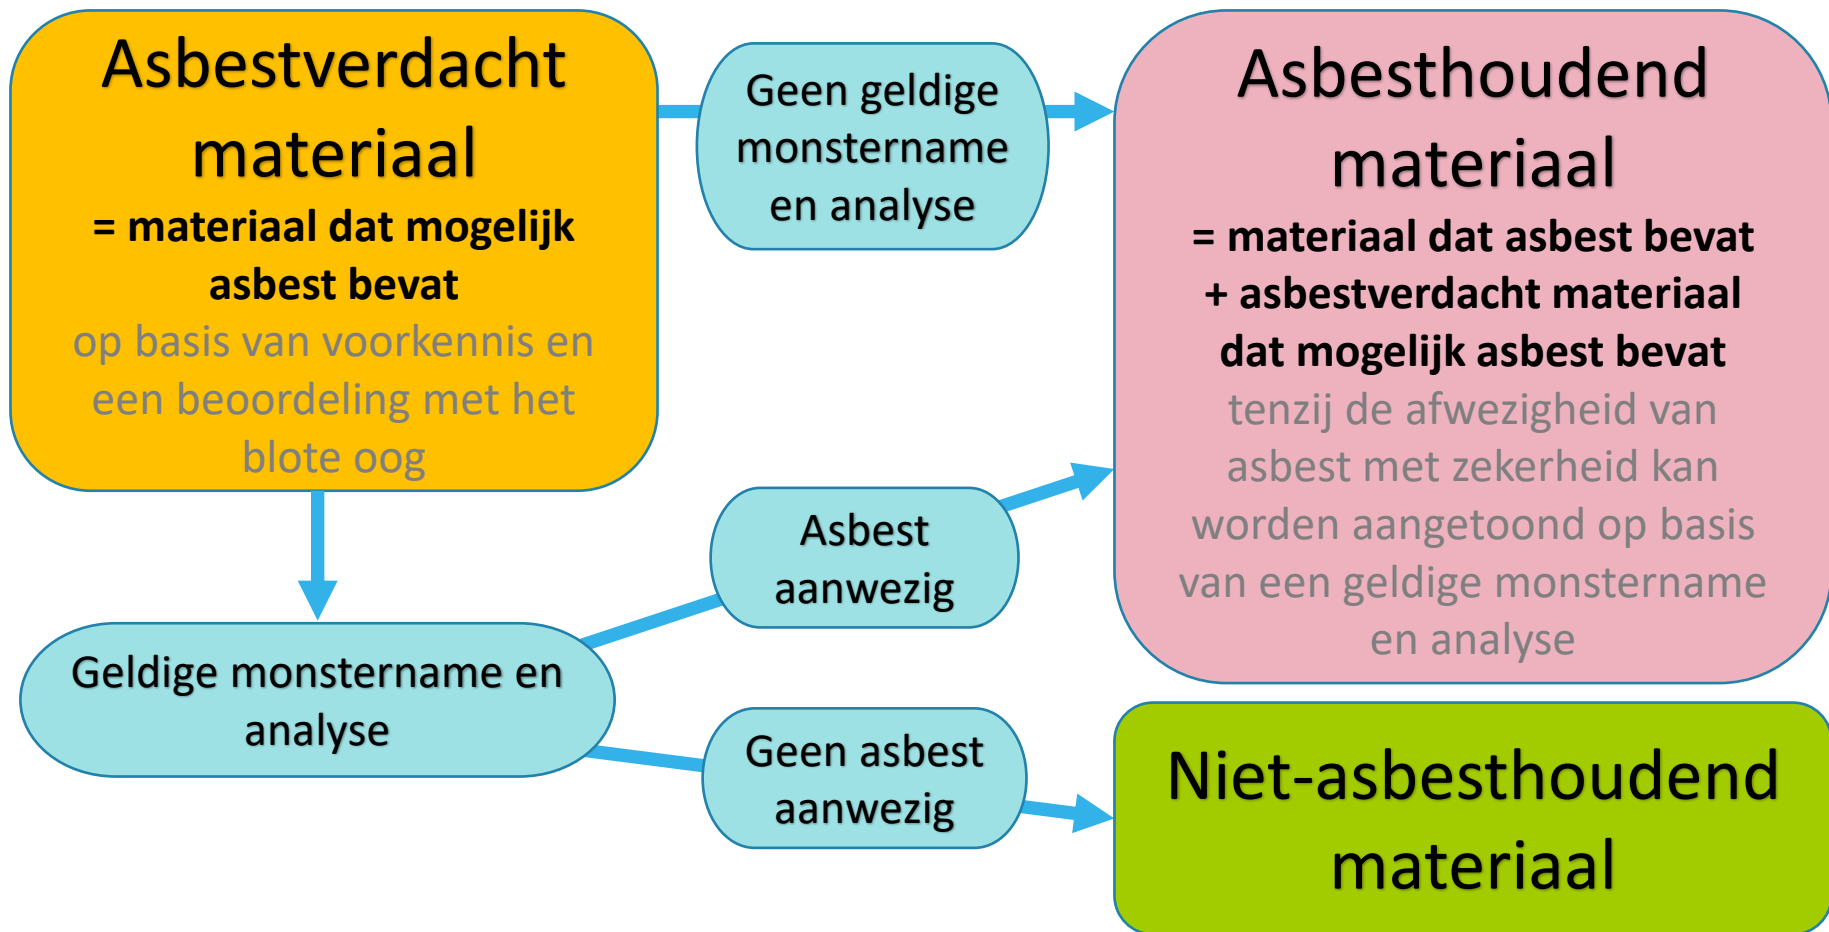 Asbestverdacht
materiaal
= materiaal dat mogelijk
asbest bevat
op basis van voorkennis en
een beoordeling met het
blote oog
Geen geldige
monstername
en analyse
Asbesthoudend
materiaal
= materiaal dat asbest bevat
+ asbestverdacht materiaal
dat mogelijk asbest bevat
tenzij de afwezigheid van
asbest met zekerheid kan
worden aangetoond op basis
van een geldige monstername
en analyse
Asbest
aanwezig
Geldige monstername en
analyse
Geen asbest
aanwezig
Niet-asbesthoudend
materiaal